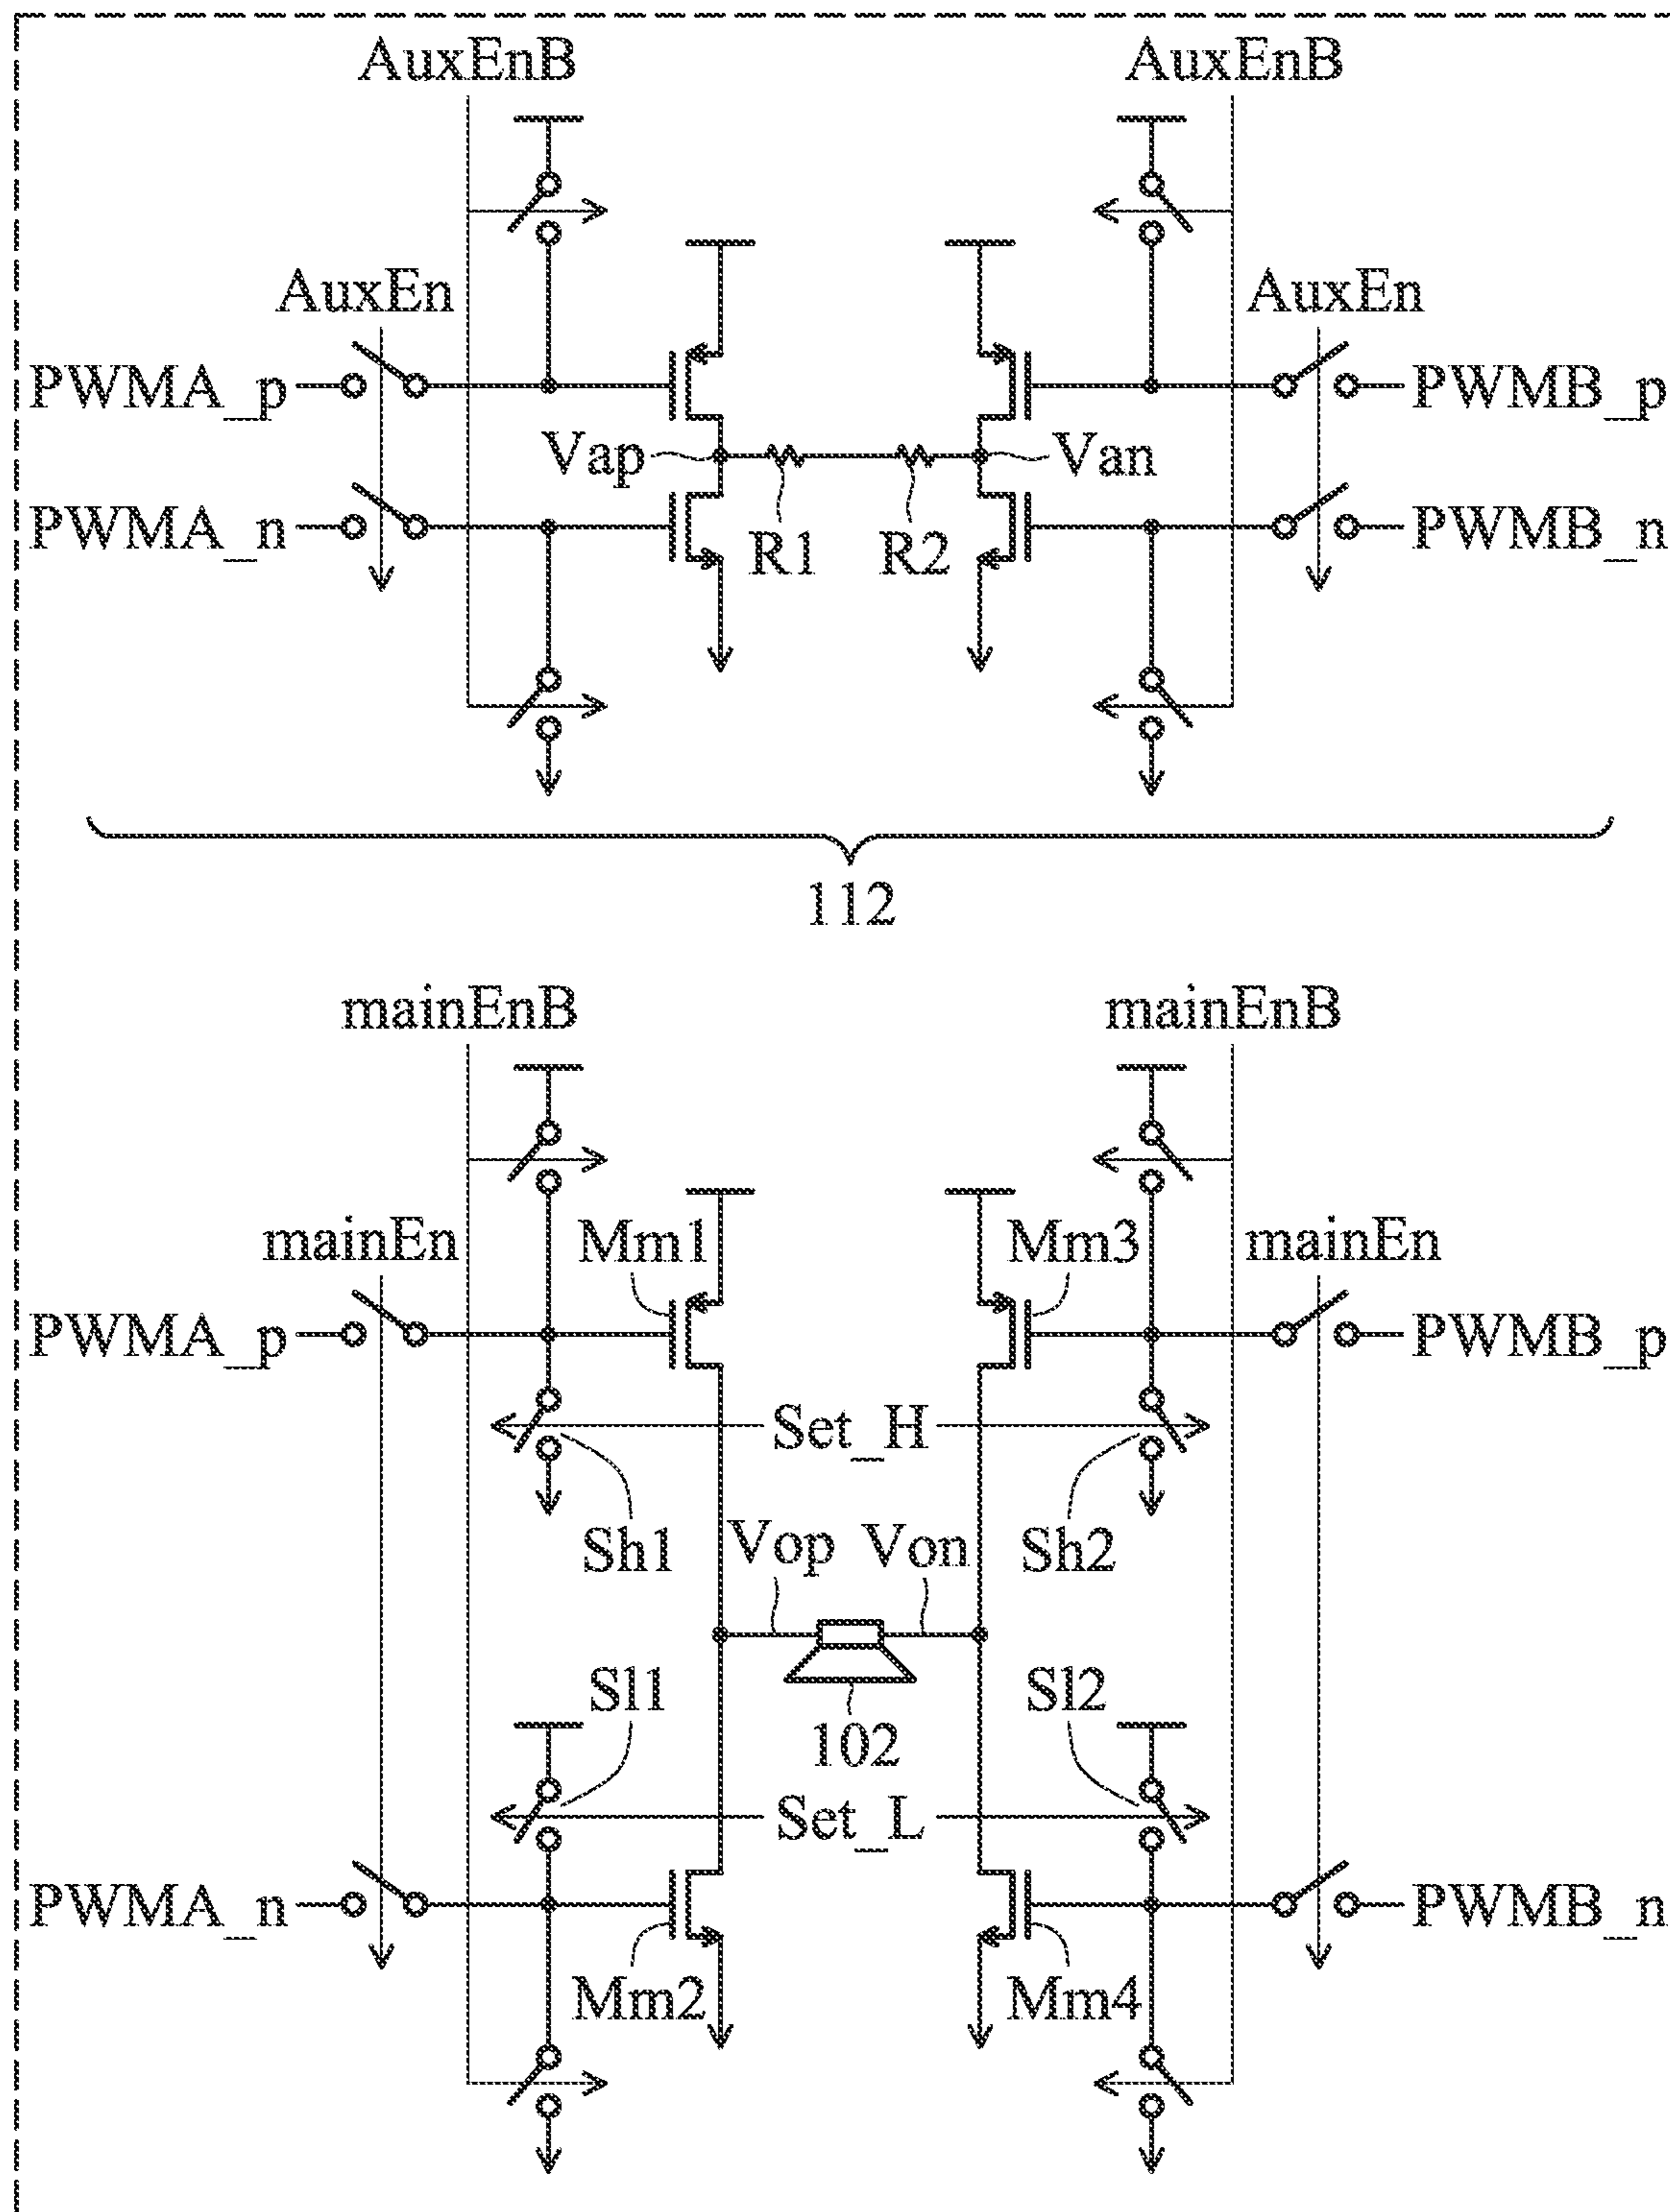 AuxEnB AuxEnB
AuxEn AuxEn
PWMA_p PWMB_p
Vap Van
PWMA_n R1 R2 PWMB_n
112
mainEnB mainEnB
mainEn Mm1 Mm3 mainEn
PWMA_p PWMB_p
Set_H
Sh1 Vop Von Sh2
Sl1 Sl2
102
Set_L
PWMA_n PWMB_n
Mm2 Mm4